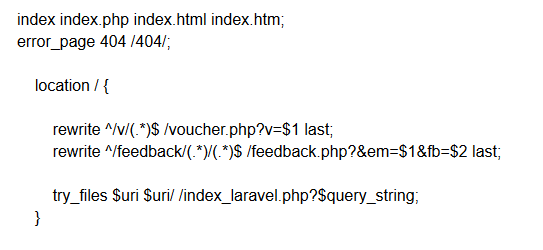 index index.php index.html index.htm;
error_page 404 /404/;
location / {
rewrite ^/v/(.*)$ /voucher.php?v=$1 last;
rewrite ^/feedback/(.*)/(.*)$ /feedback.php?&em=$1&fb=$2 last;
try_files $uri $uri/ /index_laravel.php?$query_string;
}